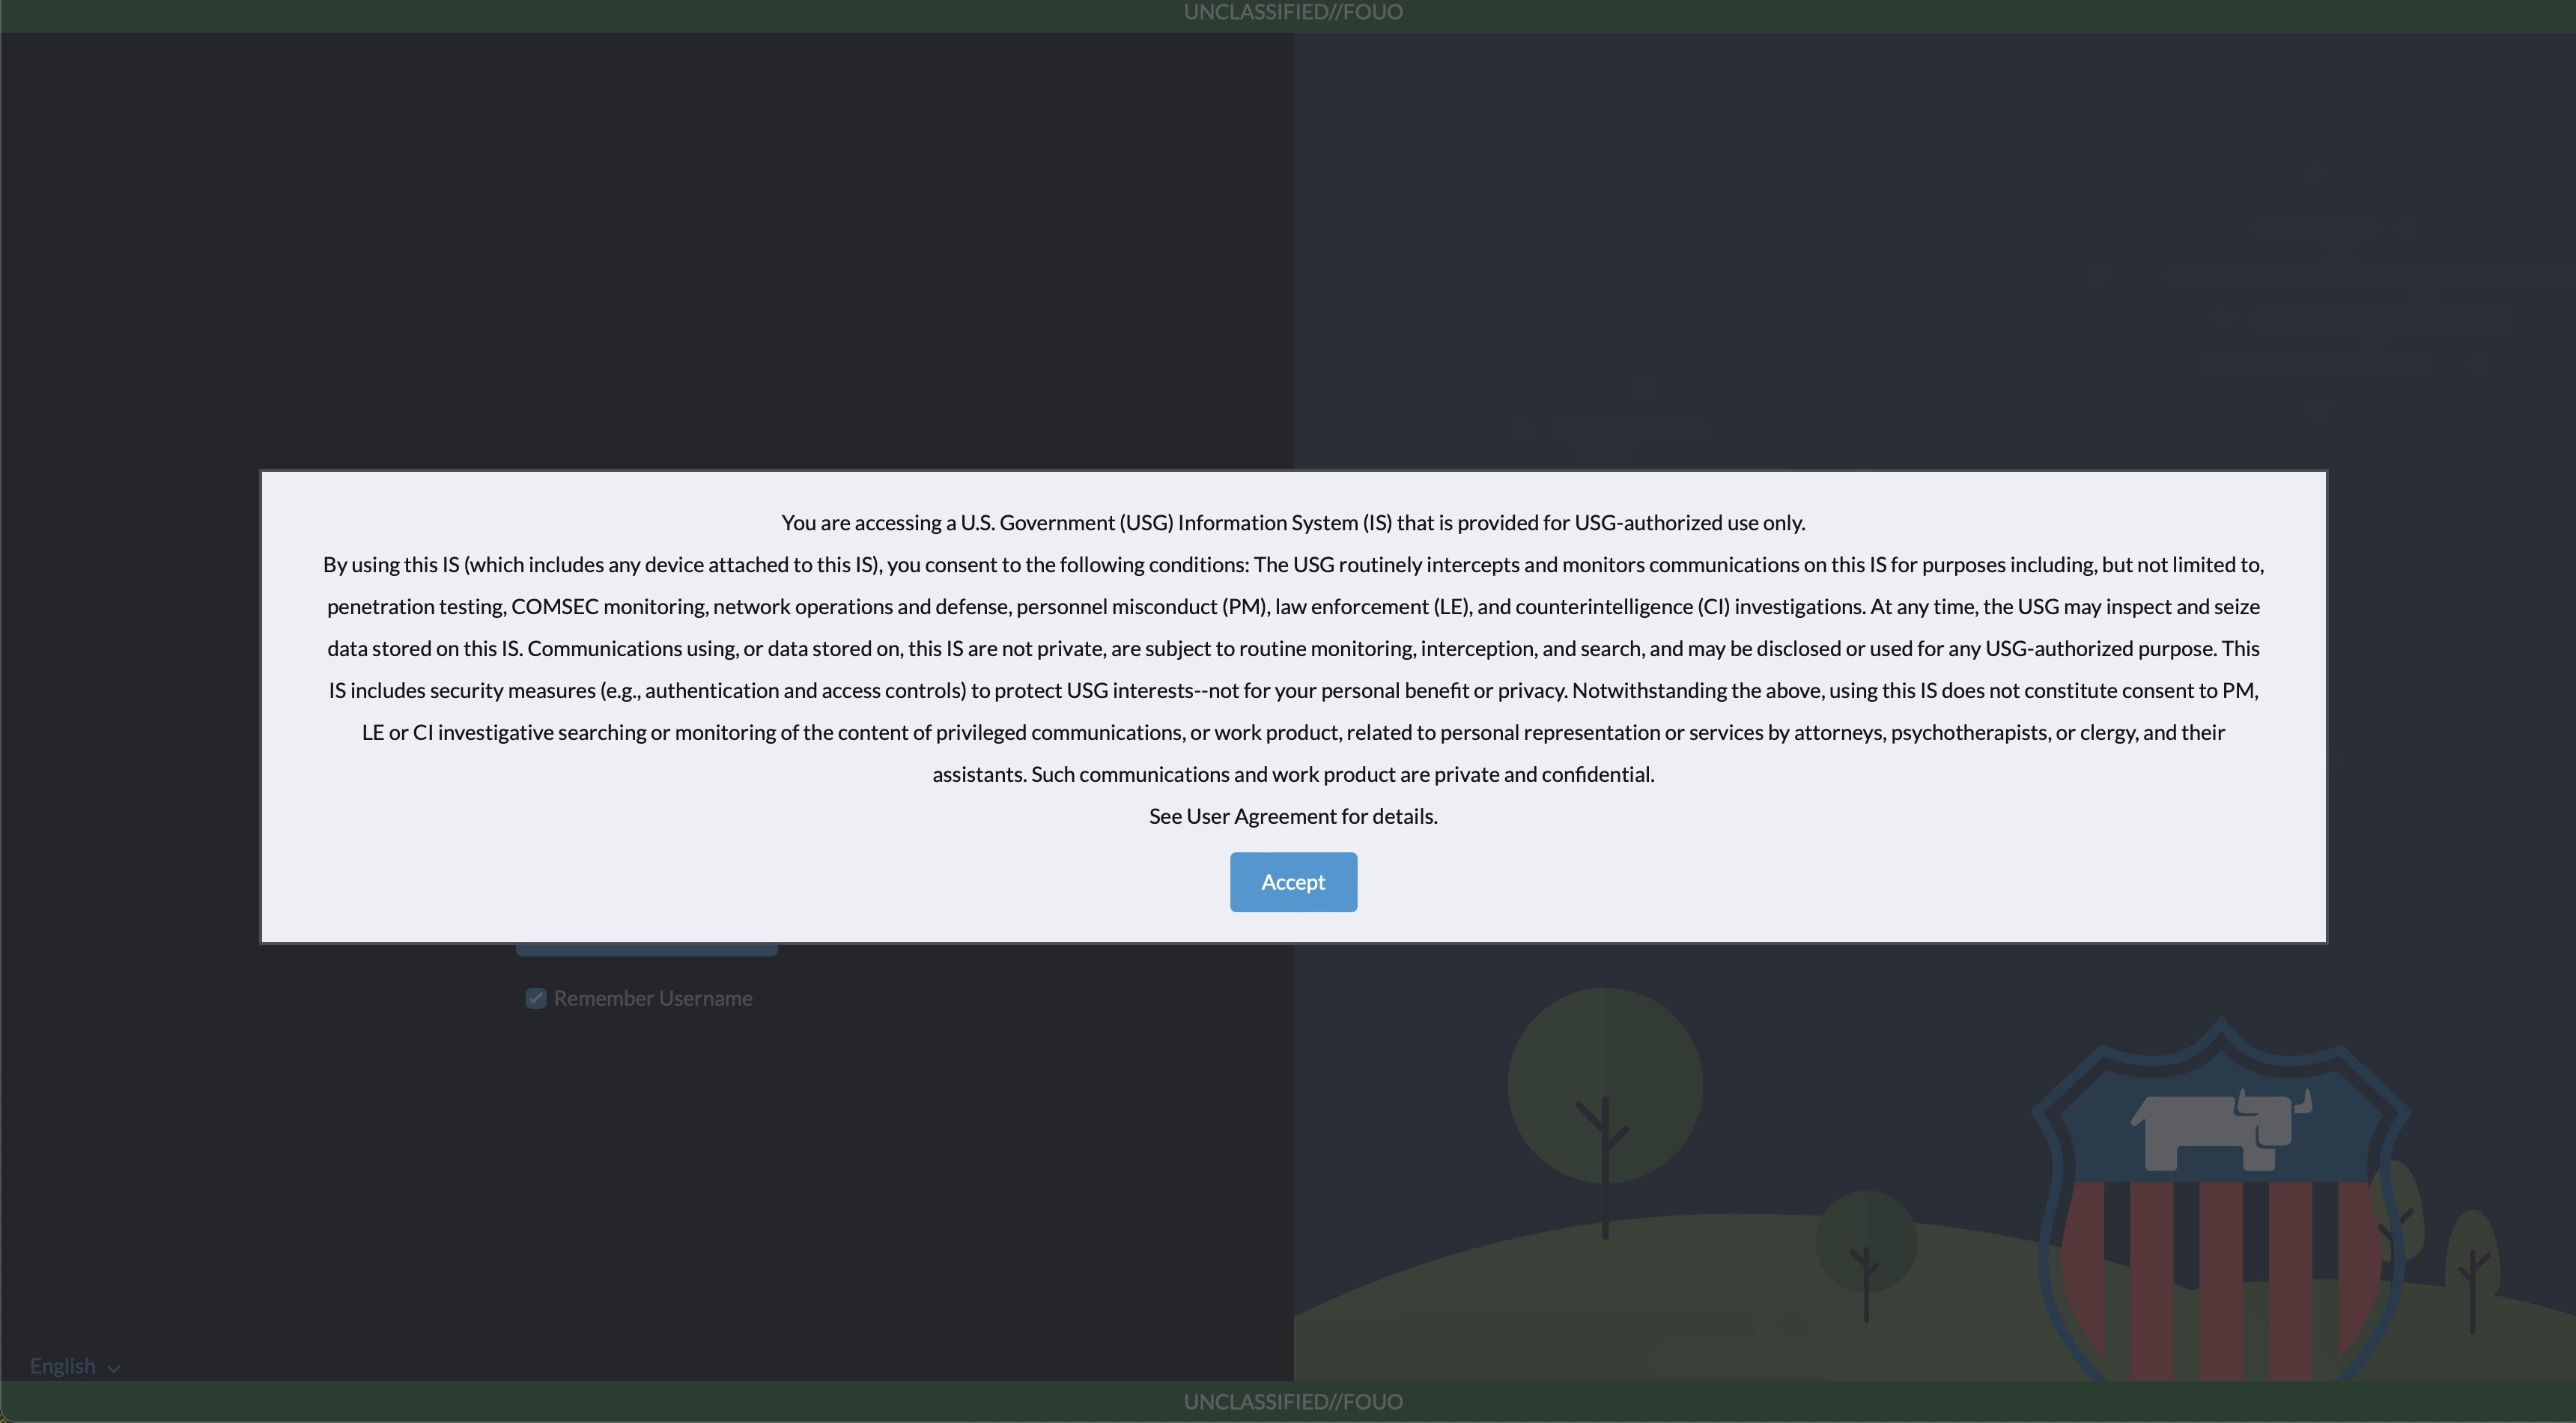 UNCLASSIFIED//FOUO
You are accessing a U.S. Government (USG) Information System (IS) that is provided for USG-authorized use only.
By using this IS (which includes any device attached to this IS), you consent to the following conditions: The USG routinely intercepts and monitors communications on this IS for purposes including, but not limited to,
penetration testing, COMSEC monitoring, network operations and defense, personnel misconduct (PM), law enforcement (LE), and counterintelligence (CI) investigations. At any time, the USG may inspect and seize
data stored on this IS. Communications using, or data stored on, this IS are not private, are subject to routine monitoring, interception, and search, and may be disclosed or used for any USG-authorized purpose. This
IS includes security measures (e.g., authentication and access controls) to protect USG interests--not for your personal benefit or privacy. Notwithstanding the above, using this IS does not constitute consent to PM,
LE or CI investigative searching or monitoring of the content of privileged communications, or work product, related to personal representation or services by attorneys, psychotherapists, or clergy, and their
assistants. Such communications and work product are private and confidential.
See User Agreement for details.
Accept
Remember Username
English
UNCLASSIFIED//FOUO